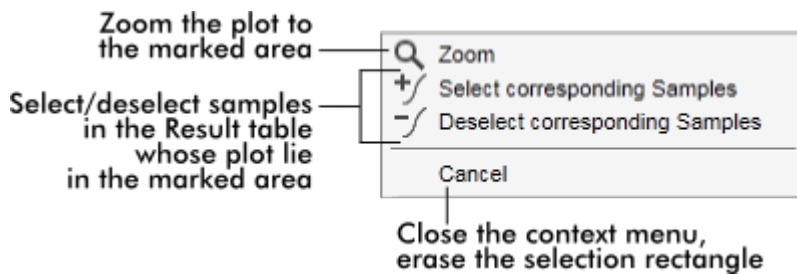 Zoom the plot to
the marked area
Zoom
Select corresponding Samples
Deselect corresponding Samples
Select/deselect samples
in the Result table
whose plot lie
in the marked area
Cancel
Close the context menu,
erase the selection rectangle